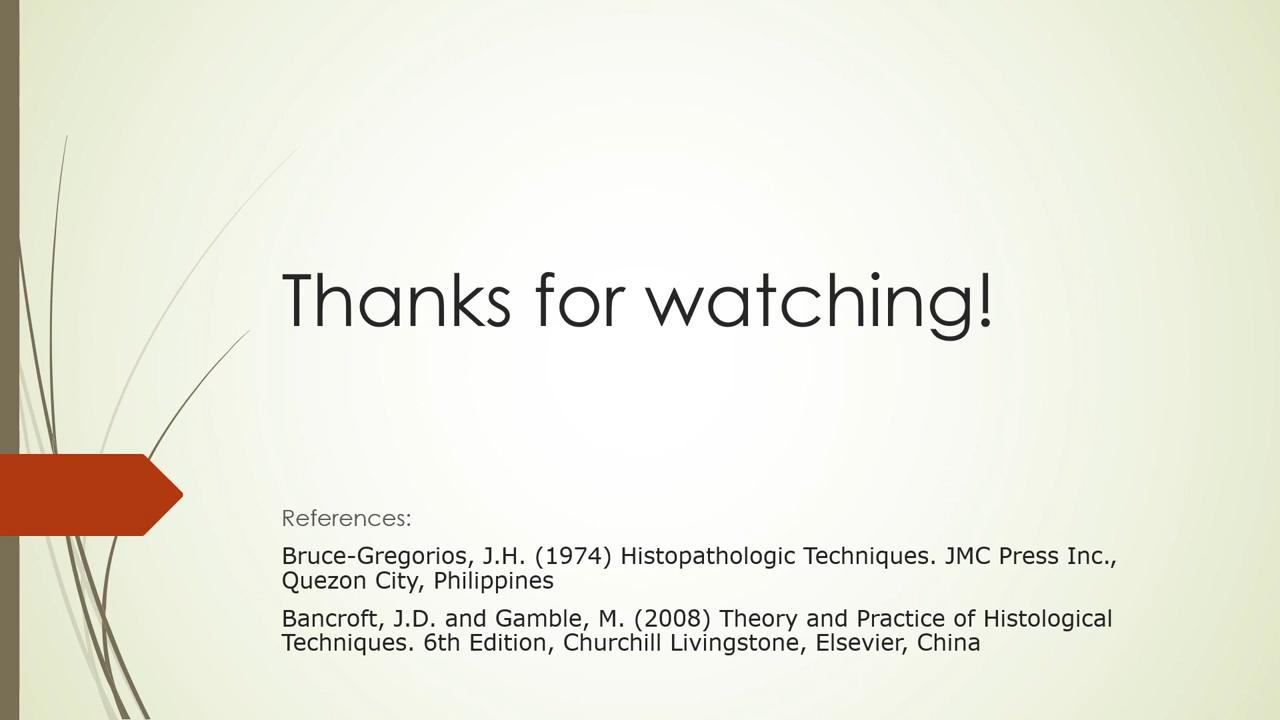 Thanks for watching!
References:
Bruce-Gregorios, J.H. (1974) Histopathologic Techniques. JMC Press Inc.,
Quezon City, Philippines
Bancroft, J.D. and Gamble, M. (2008) Theory and Practice of Histological
Techniques. 6th Edition, Churchill Livingstone, Elsevier, China